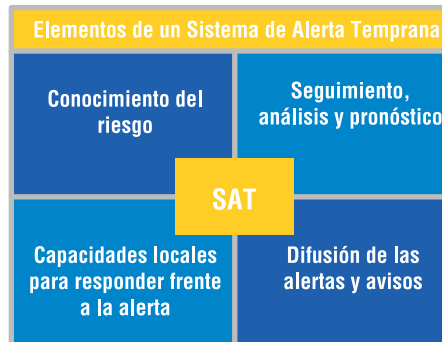 Elementos de un Sistema de Alerta Temprana
Conocimiento del
riesgo
Seguimiento,
análisis y pronóstico
SAT
Capacidades locales
para responder frente
a la alerta
Difusión de las
alertas y avisos